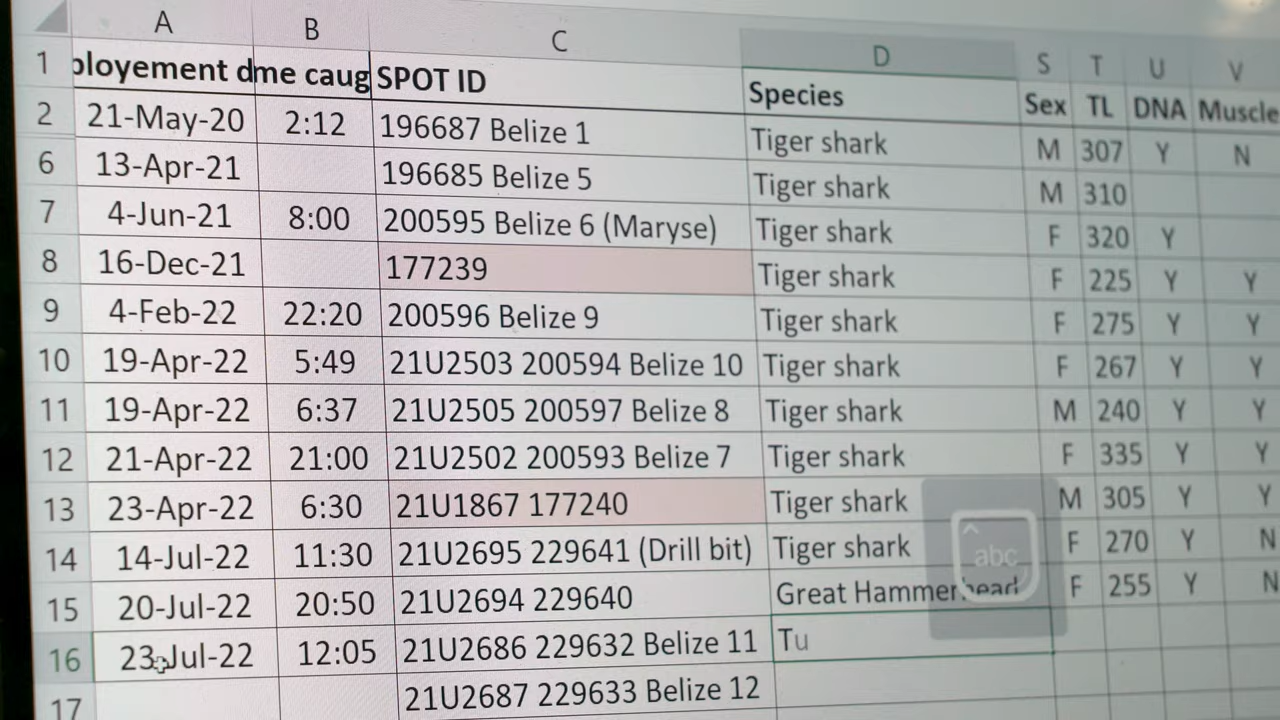 A B C D S T U V
1 ployement d me caug SPOT ID Species Sex TL DNA Muscle
2 21-May-20 2:12 196687 Belize 1 Tiger shark M 307 Y N
6 13-Apr-21 196685 Belize 5 Tiger shark M 310
7 4-Jun-21 8:00 200595 Belize 6 (Maryse) Tiger shark F 320 Y
8 16-Dec-21 177239 Tiger shark F 225 Y Y
9 4-Feb-22 22:20 200596 Belize 9 Tiger shark F 275 Y Y
10 19-Apr-22 5:49 21U2503 200594 Belize 10 Tiger shark F 267 Y Y
11 19-Apr-22 6:37 21U2505 200597 Belize 8 Tiger shark M 240 Y Y
12 21-Apr-22 21:00 21U2502 200593 Belize 7 Tiger shark F 335 Y Y
13 23-Apr-22 6:30 21U1867 177240 Tiger shark M 305 Y Y
14 14-Jul-22 11:30 21U2695 229641 (Drill bit) Tiger shark F 270 Y N
abc
15 20-Jul-22 20:50 21U2694 229640 Great Hammerhead F 255 Y N
16 23-Jul-22 12:05 21U2686 229632 Belize 11 Tu
17 21U2687 229633 Belize 12